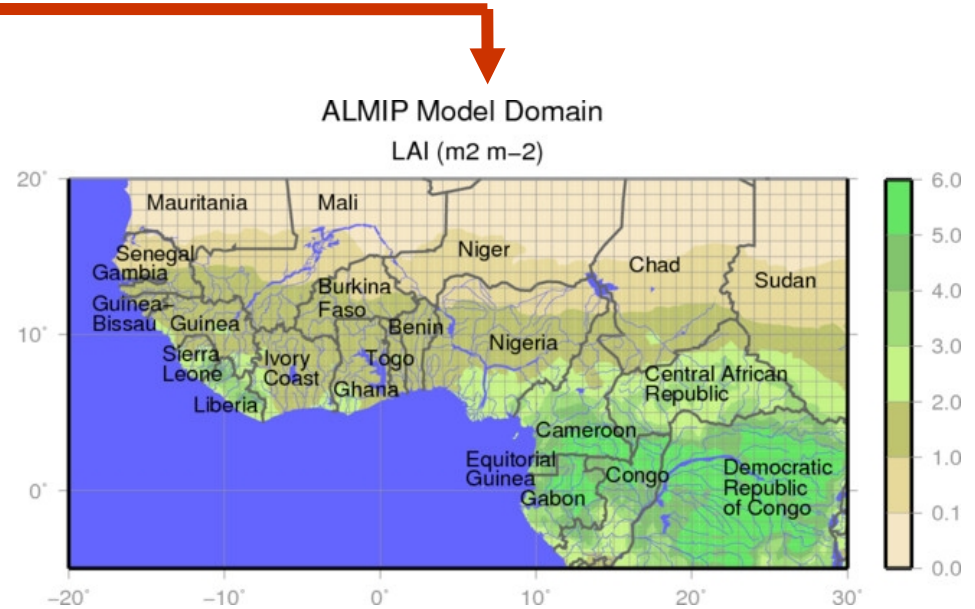 ALMIP Model Domain
LAI (m2 m−2)
20°
10°
0°
−20°
−10°
0°
10°
20°
30°
Mauritania
Mali
Niger
Chad
Sudan
Senegal
Gambia
Guinea−
Bissau
Guinea
Burkina
Faso
Benin
Nigeria
Sierra
Leone
Ivory
Coast
Togo
Ghana
Liberia
Central African
Republic
Cameroon
Equitorial
Guinea
Gabon
Congo
Democratic
Republic
of Congo
6.0
5.0
4.0
3.0
2.0
1.0
0.1
0.0